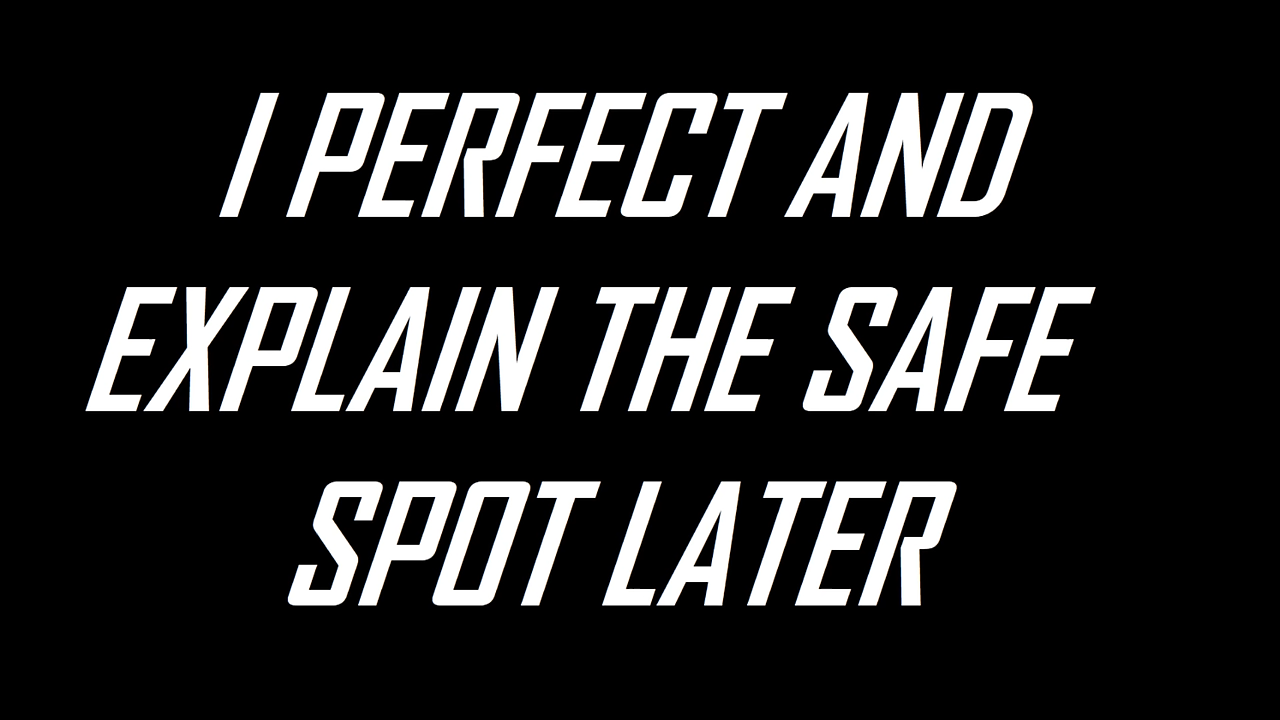 I PERFECT AND
EXPLAIN THE SAFE
SPOT LATER